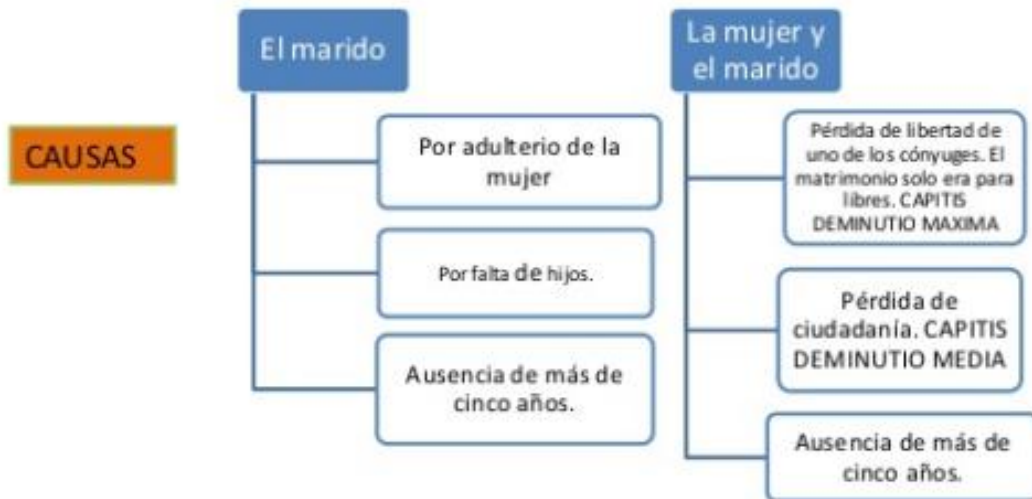 CAUSAS
El marido
Por adulterio de la
mujer
Por falta de hijos.
Ausencia de más de
cinco años.
La mujer y
el marido
Pérdida de libertad de
uno de los cónyuges. El
matrimonio solo era para
libres. CAPITIS
DEMINUTIO MAXIMA
Pérdida de
ciudadanía. CAPITIS
DEMINUTIO MEDIA
Ausencia de más de
cinco años.